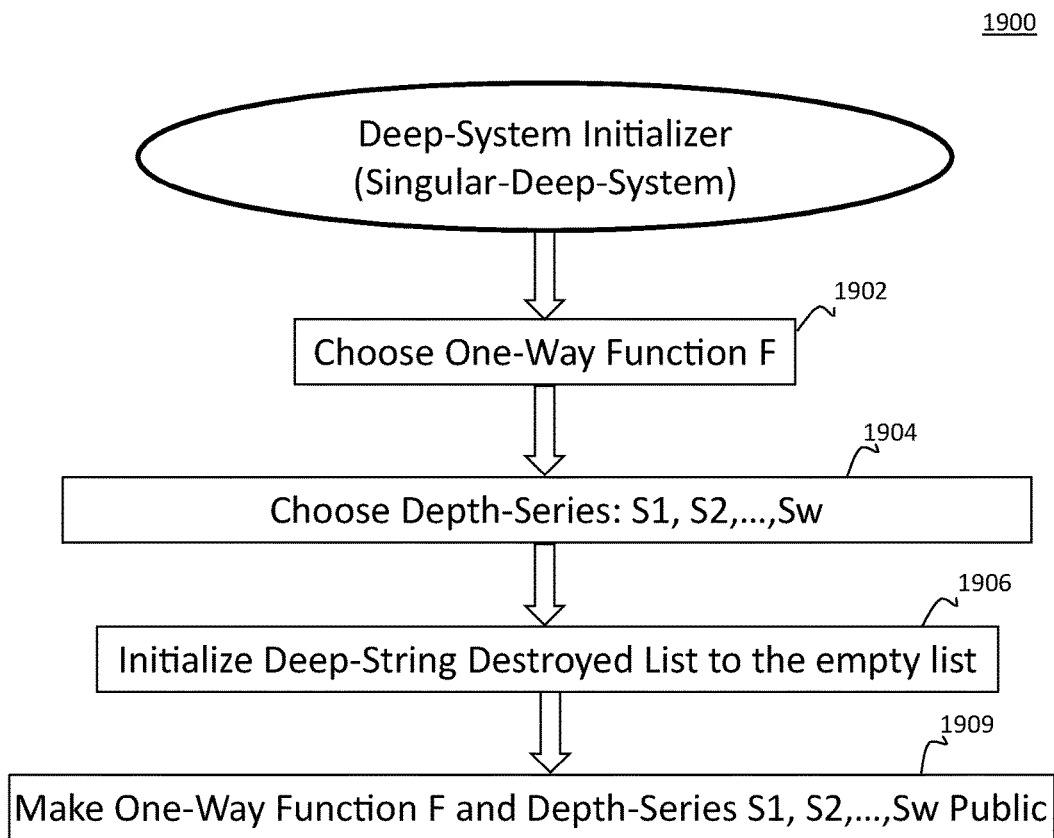 1900
Deep-System Initializer
(Singular-Deep-System)
1902
Choose One-Way Function F
1904
Choose Depth-Series: S1, S2,...,Sw
1906
Initialize Deep-String Destroyed List to the empty list
1909
Make One-Way Function F and Depth-Series S1, S2,...,Sw Public